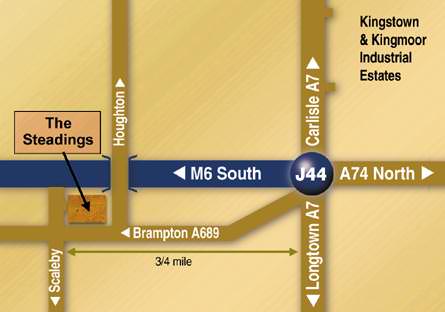 Kingstown
& Kingmoor
Industrial
Estates
Carlisle A7
Houghton
The
Steadings
M6 South
J44
A74 North
Brampton A689
Longtown A7
3/4 mile
Scaleby